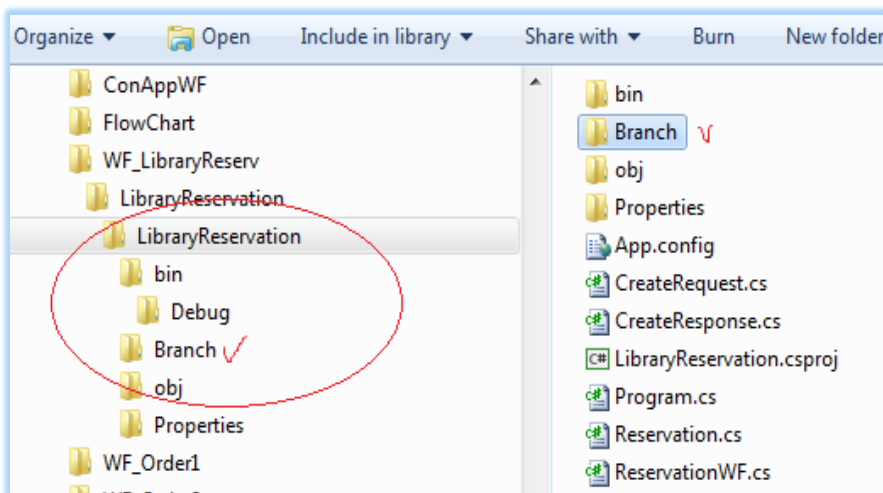 Organize Open Include in library Share with Burn New folder
ConAppWF
FlowChart
WF_LibraryReserv
LibraryReservation
LibraryReservation
bin
Debug
Branch
obj
Properties
WF_Order1
bin
Branch
obj
Properties
App.config
CreateRequest.cs
CreateResponse.cs
C# LibraryReservation.csproj
Program.cs
Reservation.cs
ReservationWF.cs